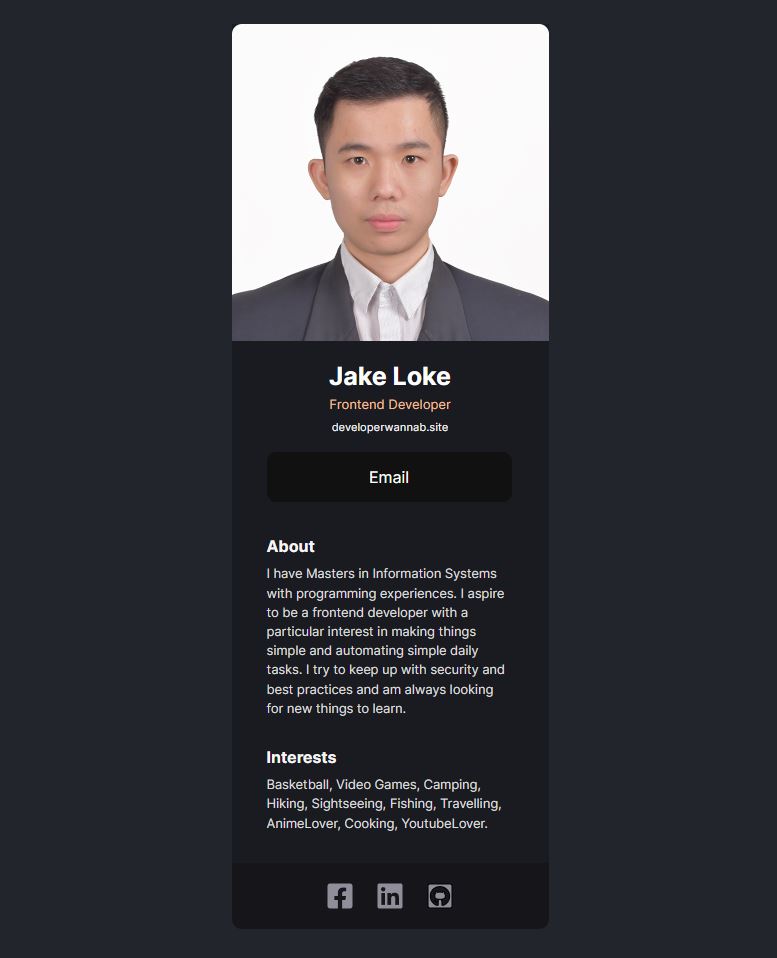 Jake Loke
Frontend Developer
developerwannab.site
Email
About
I have Masters in Information Systems
with programming experiences. I aspire
to be a frontend developer with a
particular interest in making things
simple and automating simple daily
tasks. I try to keep up with security and
best practices and am always looking
for new things to learn.
Interests
Basketball, Video Games, Camping,
Hiking, Sightseeing, Fishing, Travelling,
AnimeLover, Cooking, YoutubeLover.